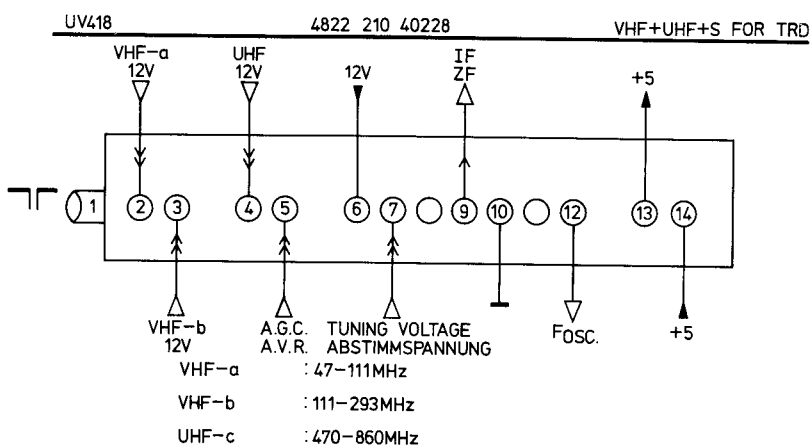 UV418 4822 210 40228 VHF+UHF+S FOR TRD
VHF-a UHF IF
12V 12V 12V ZF +5
1 2 3 4 5 6 7 9 10 12 13 14
VHF-b A.G.C. TUNING VOLTAGE FOSC. +5
12V A.V.R. ABSTIMMSPANNUNG
VHF-a : 47-111MHz
VHF-b : 111-293MHz
UHF-c : 470-860MHz